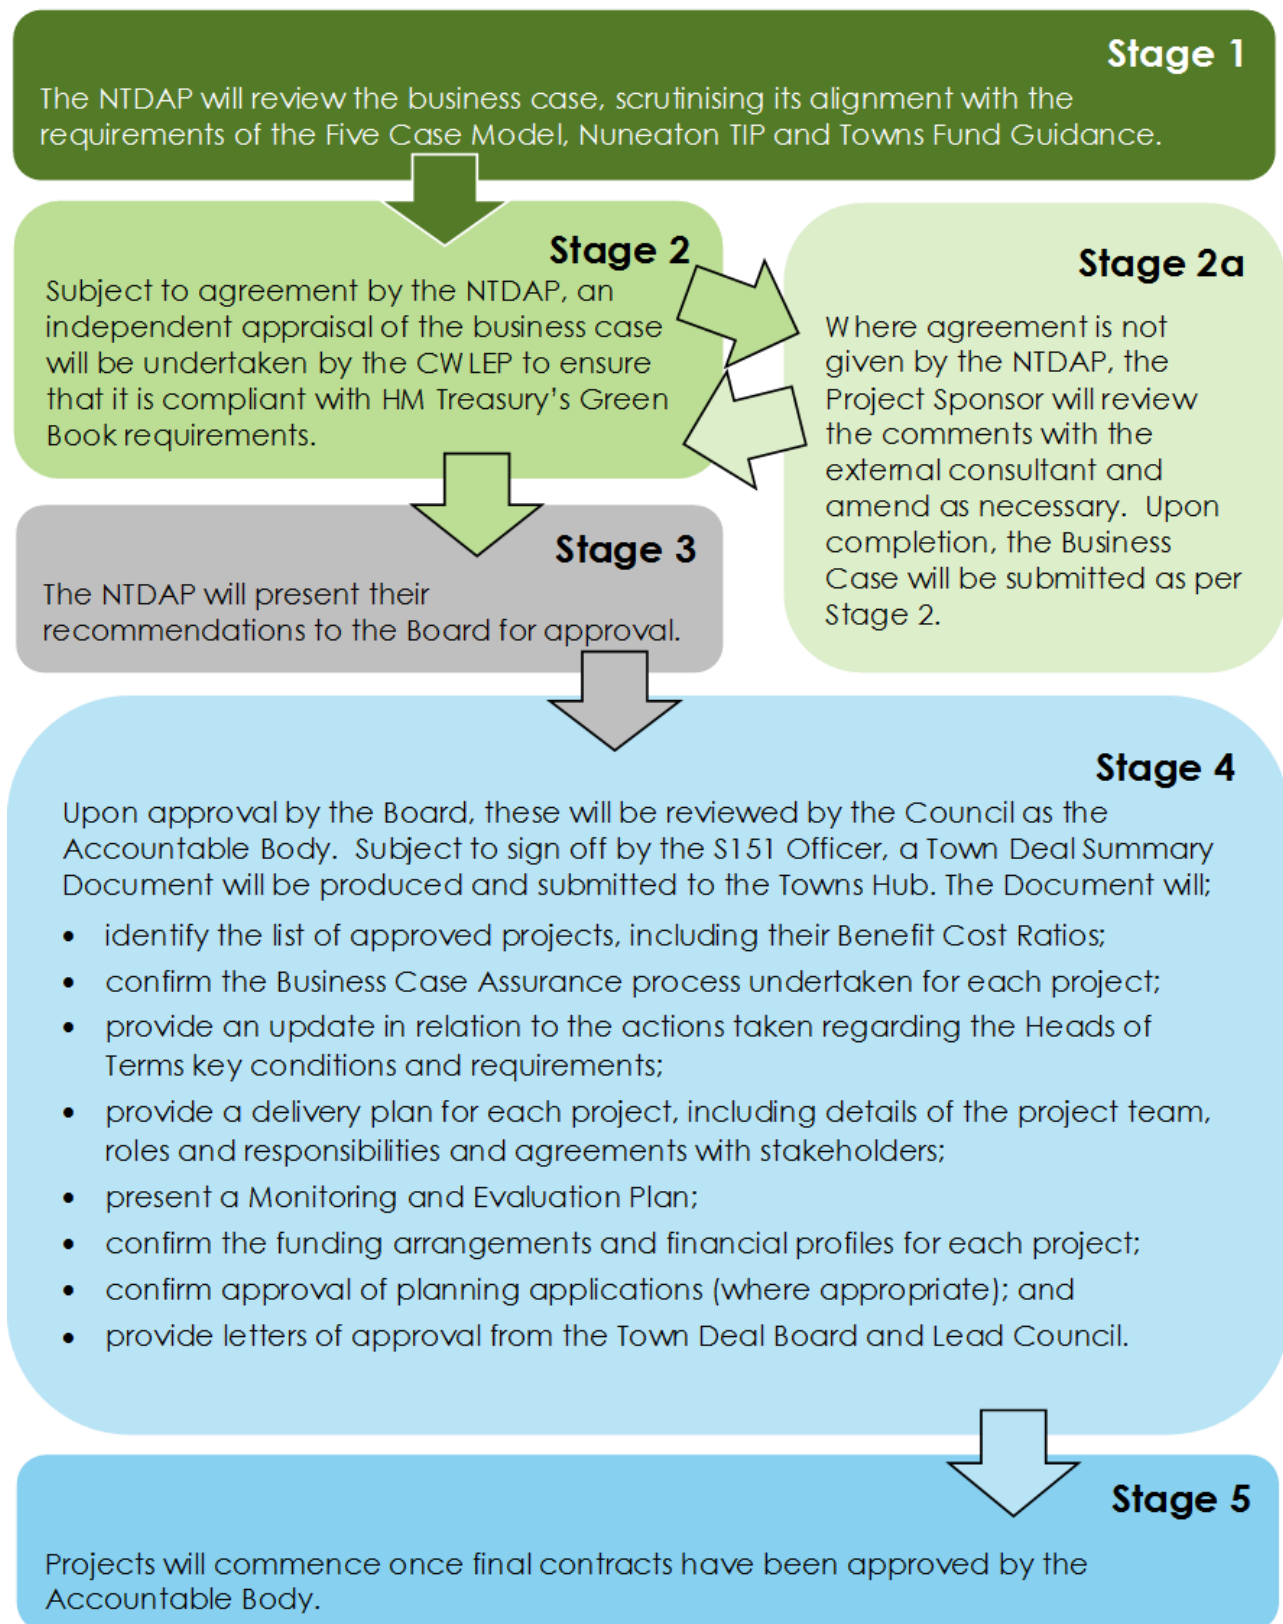 Stage 1
The NTDAP will review the business case, scrutinising its alignment with the
requirements of the Five Case Model, Nuneaton TIP and Towns Fund Guidance.
Stage 2
Subject to agreement by the NTDAP, an
independent appraisal of the business case
will be undertaken by the CWLEP to ensure
that it is compliant with HM Treasury’s Green
Book requirements.
Stage 2a
Where agreement is not
given by the NTDAP, the
Project Sponsor will review
the comments with the
external consultant and
amend as necessary. Upon
completion, the Business
Case will be submitted as per
Stage 2.
Stage 3
The NTDAP will present their
recommendations to the Board for approval.
Stage 4
Upon approval by the Board, these will be reviewed by the Council as the
Accountable Body. Subject to sign off by the S151 Officer, a Town Deal Summary
Document will be produced and submitted to the Towns Hub. The Document will;
• identify the list of approved projects, including their Benefit Cost Ratios;
• confirm the Business Case Assurance process undertaken for each project;
• provide an update in relation to the actions taken regarding the Heads of
Terms key conditions and requirements;
• provide a delivery plan for each project, including details of the project team,
roles and responsibilities and agreements with stakeholders;
• present a Monitoring and Evaluation Plan;
• confirm the funding arrangements and financial profiles for each project;
• confirm approval of planning applications (where appropriate); and
• provide letters of approval from the Town Deal Board and Lead Council.
Stage 5
Projects will commence once final contracts have been approved by the
Accountable Body.